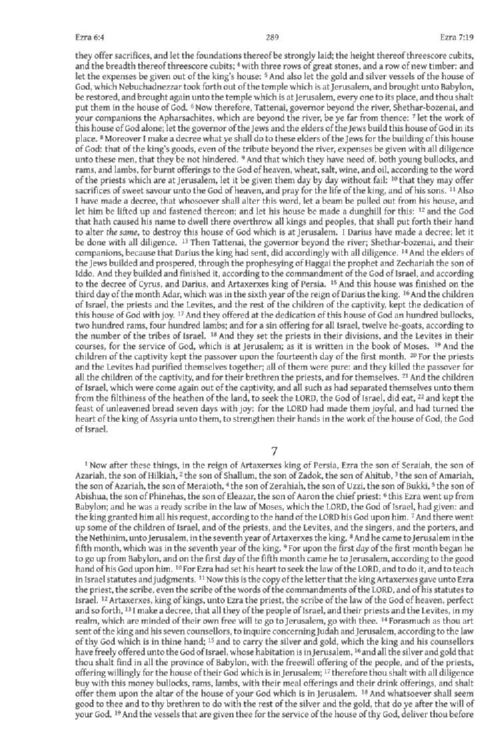 Ezra 6:4 289 Ezra 7:19
they offer sacrifices, and let the foundations thereof be strongly laid; the height thereof threescore cubits,
and the breadth thereof threescore cubits; 4 with three rows of great stones, and a row of new timber: and
let the expenses be given out of the king's house: 5 And also let the gold and silver vessels of the house of
God, which Nebuchadnezzar took forth out of the temple which is at Jerusalem, and brought unto Babylon,
be restored, and brought again unto the temple which is at Jerusalem, every one to its place, and thou shalt
put them in the house of God. 6 Now therefore, Tattenai, governor beyond the river, Shethar-bozenai, and
your companions the Apharsachites, which are beyond the river, be ye far from thence: 7 let the work of
this house of God alone; let the governor of the Jews and the elders of the Jews build this house of God in its
place. 8 Moreover I make a decree what ye shall do to these elders of the Jews for the building of this house
of God: that of the king's goods, even of the tribute beyond the river, expenses be given with all diligence
unto these men, that they be not hindered. 9 And that which they have need of, both young bullocks, and
rams, and lambs, for burnt offerings to the God of heaven, wheat, salt, wine, and oil, according to the word
of the priests which are at Jerusalem, let it be given them day by day without fail: 10 that they may offer
sacrifices of sweet savour unto the God of heaven, and pray for the life of the king, and of his sons. 11 Also
I have made a decree, that whosoever shall alter this word, let a beam be pulled out from his house, and
let him be lifted up and fastened thereon; and let his house be made a dunghill for this: 12 and the God
that hath caused his name to dwell there overthrow all kings and peoples, that shall put forth their hand
to alter the same, to destroy this house of God which is at Jerusalem. I Darius have made a decree; let it
be done with all diligence. 13 Then Tattenai, the governor beyond the river; Shethar-bozenai, and their
companions, because that Darius the king had sent, did accordingly with all diligence. 14 And the elders of
the Jews builded and prospered, through the prophesying of Haggai the prophet and Zechariah the son of
Iddo. And they builded and finished it, according to the commandment of the God of Israel, and according
to the decree of Cyrus, and Darius, and Artaxerxes king of Persia. 15 And this house was finished on the
third day of the month Adar, which was in the sixth year of the reign of Darius the king. 16 And the children
of Israel, the priests and the Levites, and the rest of the children of the captivity, kept the dedication of
this house of God with joy. 17 And they offered at the dedication of this house of God an hundred bullocks,
two hundred rams, four hundred lambs; and for a sin offering for all Israel, twelve he-goats, according to
the number of the tribes of Israel. 18 And they set the priests in their divisions, and the Levites in their
courses, for the service of God, which is at Jerusalem; as it is written in the book of Moses. 19 And the
children of the captivity kept the passover upon the fourteenth day of the first month. 20 For the priests
and the Levites had purified themselves together; all of them were pure: and they killed the passover for
all the children of the captivity, and for their brethren the priests, and for themselves. 21 And the children
of Israel, which were come again out of the captivity, and all such as had separated themselves unto them
from the filthiness of the heathen of the land, to seek the LORD, the God of Israel, did eat, 22 and kept the
feast of unleavened bread seven days with joy: for the LORD had made them joyful, and had turned the
heart of the king of Assyria unto them, to strengthen their hands in the work of the house of God, the God
of Israel.
7
1 Now after these things, in the reign of Artaxerxes king of Persia, Ezra the son of Seraiah, the son of
Azariah, the son of Hilkiah, 2 the son of Shallum, the son of Zadok, the son of Ahitub, 3 the son of Amariah,
the son of Azariah, the son of Meraioth, 4 the son of Zerahiah, the son of Uzzi, the son of Bukki, 5 the son of
Abishua, the son of Phinehas, the son of Eleazar, the son of Aaron the chief priest: 6 this Ezra went up from
Babylon; and he was a ready scribe in the law of Moses, which the LORD, the God of Israel, had given: and
the king granted him all his request, according to the hand of the LORD his God upon him. 7 And there went
up some of the children of Israel, and of the priests, and the Levites, and the singers, and the porters, and
the Nethinim, unto Jerusalem, in the seventh year of Artaxerxes the king. 8 And he came to Jerusalem in the
fifth month, which was in the seventh year of the king. 9 For upon the first day of the first month began he
to go up from Babylon, and on the first day of the fifth month came he to Jerusalem, according to the good
hand of his God upon him. 10 For Ezra had set his heart to seek the law of the LORD, and to do it, and to teach
in Israel statutes and judgments. 11 Now this is the copy of the letter that the king Artaxerxes gave unto Ezra
the priest, the scribe, even the scribe of the words of the commandments of the LORD, and of his statutes to
Israel. 12 Artaxerxes, king of kings, unto Ezra the priest, the scribe of the law of the God of heaven, perfect
and so forth, 13 I make a decree, that all they of the people of Israel, and their priests and the Levites, in my
realm, which are minded of their own free will to go to Jerusalem, go with thee. 14 Forasmuch as thou art
sent of the king and his seven counsellors, to inquire concerning Judah and Jerusalem, according to the law
of thy God which is in thine hand; 15 and to carry the silver and gold, which the king and his counsellors
have freely offered unto the God of Israel, whose habitation is in Jerusalem, 16 and all the silver and gold that
thou shalt find in all the province of Babylon, with the freewill offering of the people, and of the priests,
offering willingly for the house of their God which is in Jerusalem; 17 therefore thou shalt with all diligence
buy with this money bullocks, rams, lambs, with their meal offerings and their drink offerings, and shalt
offer them upon the altar of the house of your God which is in Jerusalem. 18 And whatsoever shall seem
good to thee and to thy brethren to do with the rest of the silver and the gold, that do ye after the will of
your God. 19 And the vessels that are given thee for the service of the house of thy God, deliver thou before